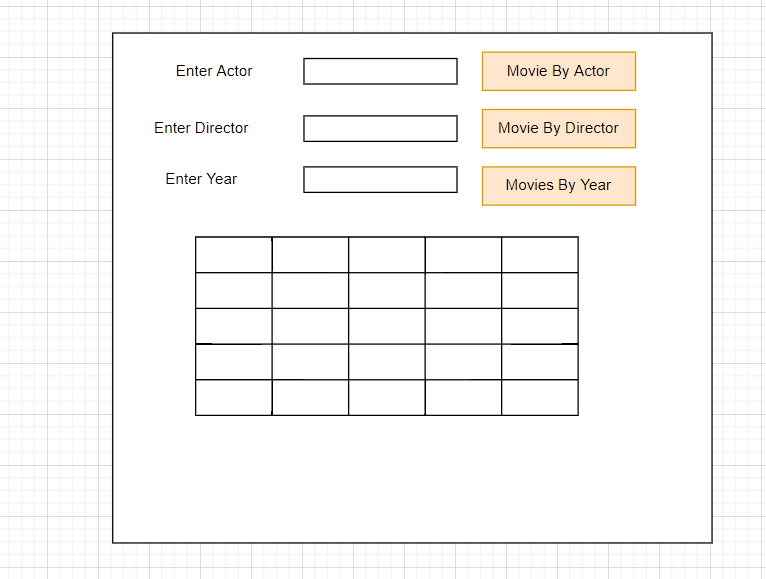 Enter Actor
Movie By Actor
Enter Director
Movie By Director
Enter Year
Movies By Year